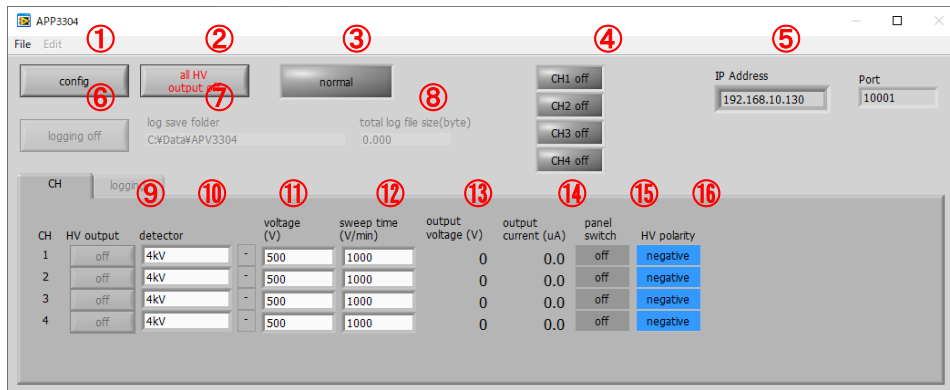 APP3304
File Edit
① ② ③ ④ ⑤
config
all HV
output off
normal
CH1 off
CH2 off
CH3 off
CH4 off
IP Address
192.168.10.130
Port
10001
⑥ ⑦ ⑧
logging off
log save folder
C:¥Data¥APV3304
total log file size(byte)
0.000
CH logging
⑨ ⑩ ⑪ ⑫ ⑬ ⑭ ⑮ ⑯
CH HV output detector voltage (V) sweep time (V/min) output voltage (V) output current (uA) panel switch HV polarity
1 off 4kV - 500 1000 0 0.0 off negative
2 off 4kV - 500 1000 0 0.0 off negative
3 off 4kV - 500 1000 0 0.0 off negative
4 off 4kV - 500 1000 0 0.0 off negative